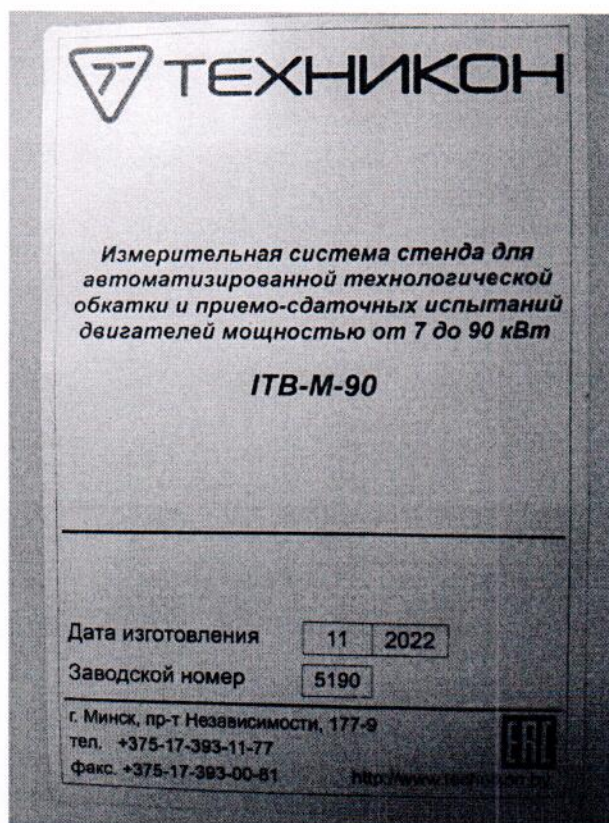 ТЕХНИКОН
Измерительная система стенда для
автоматизированной технологической
обкатки и приемо-сдаточных испытаний
двигателей мощностью от 7 до 90 кВт
ITB-M-90
Дата изготовления 11 2022
Заводской номер 5190
г. Минск, пр-т Независимости, 177-9
тел. +375-17-393-11-77
факс. +375-17-393-00-81
EAC